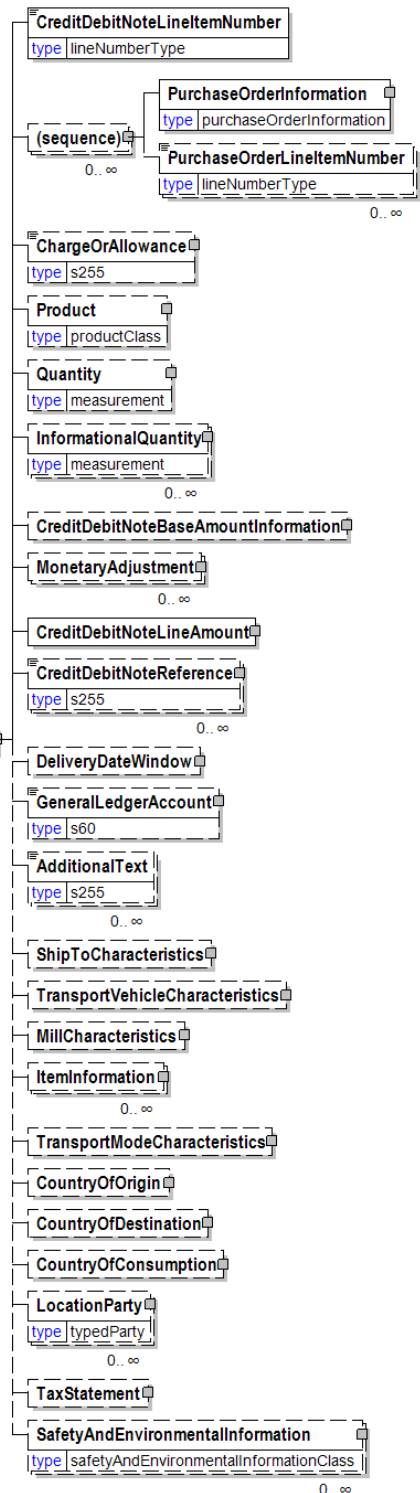 CreditDebitNoteLineItemNumber
type lineNumberType
PurchaseOrderInformation
type purchaseOrderInformation
(sequence)
0.. ∞
PurchaseOrderLineItemNumber
type lineNumberType
0.. ∞
ChargeOrAllowance
type s255
Product
type productClass
Quantity
type measurement
InformationalQuantity
type measurement
0.. ∞
CreditDebitNoteBaseAmountInformation
MonetaryAdjustment
0.. ∞
CreditDebitNoteLineAmount
CreditDebitNoteReference
type s255
0.. ∞
DeliveryDateWindow
GeneralLedgerAccount
type s60
AdditionalText
type s255
0.. ∞
ShipToCharacteristics
TransportVehicleCharacteristics
MillCharacteristics
ItemInformation
0.. ∞
TransportModeCharacteristics
CountryOfOrigin
CountryOfDestination
CountryOfConsumption
LocationParty
type typedParty
0.. ∞
TaxStatement
SafetyAndEnvironmentalInformation
type safetyAndEnvironmentalInformationClass
0.. ∞